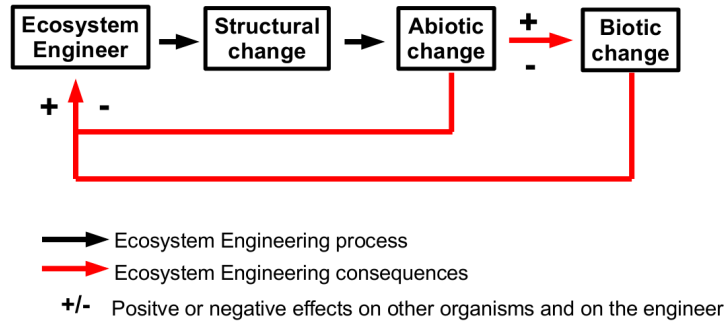 Ecosystem
Engineer
Structural
change
Abiotic
change
+
-
Biotic
change
+ -
Ecosystem Engineering process
Ecosystem Engineering consequences
+/- Positve or negative effects on other organisms and on the engineer